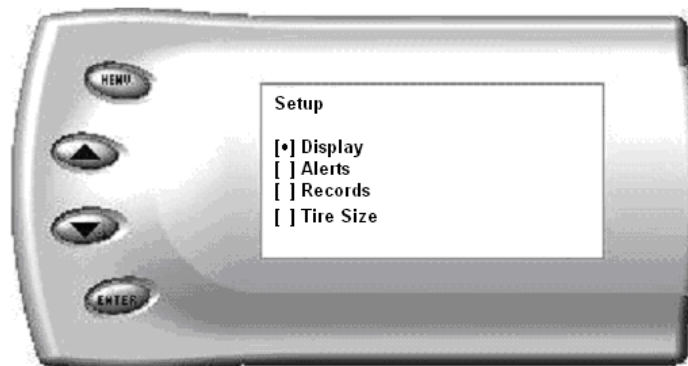 MENU
Setup
[•] Display
[ ] Alerts
[ ] Records
[ ] Tire Size
ENTER